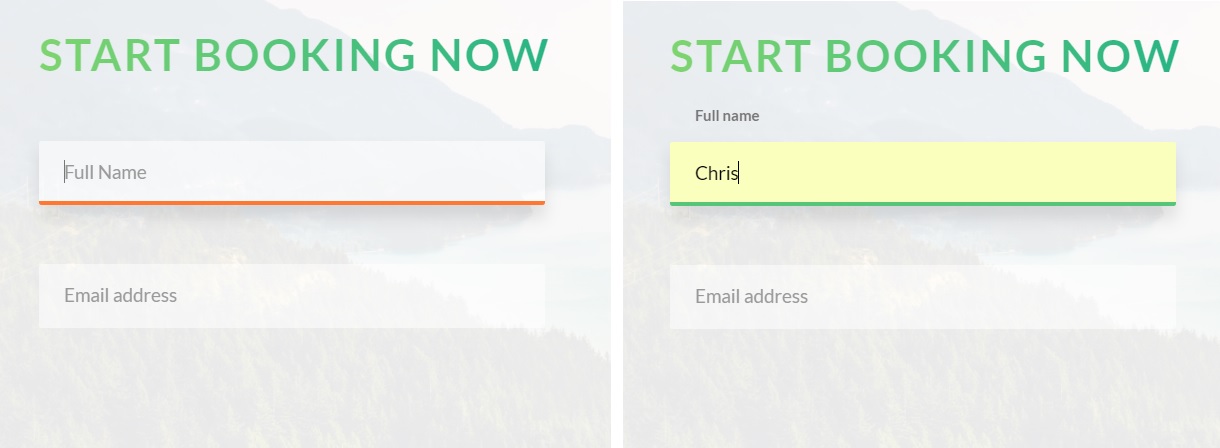 START BOOKING NOW
Full Name
Email address
START BOOKING NOW
Full name
Chris
Email address